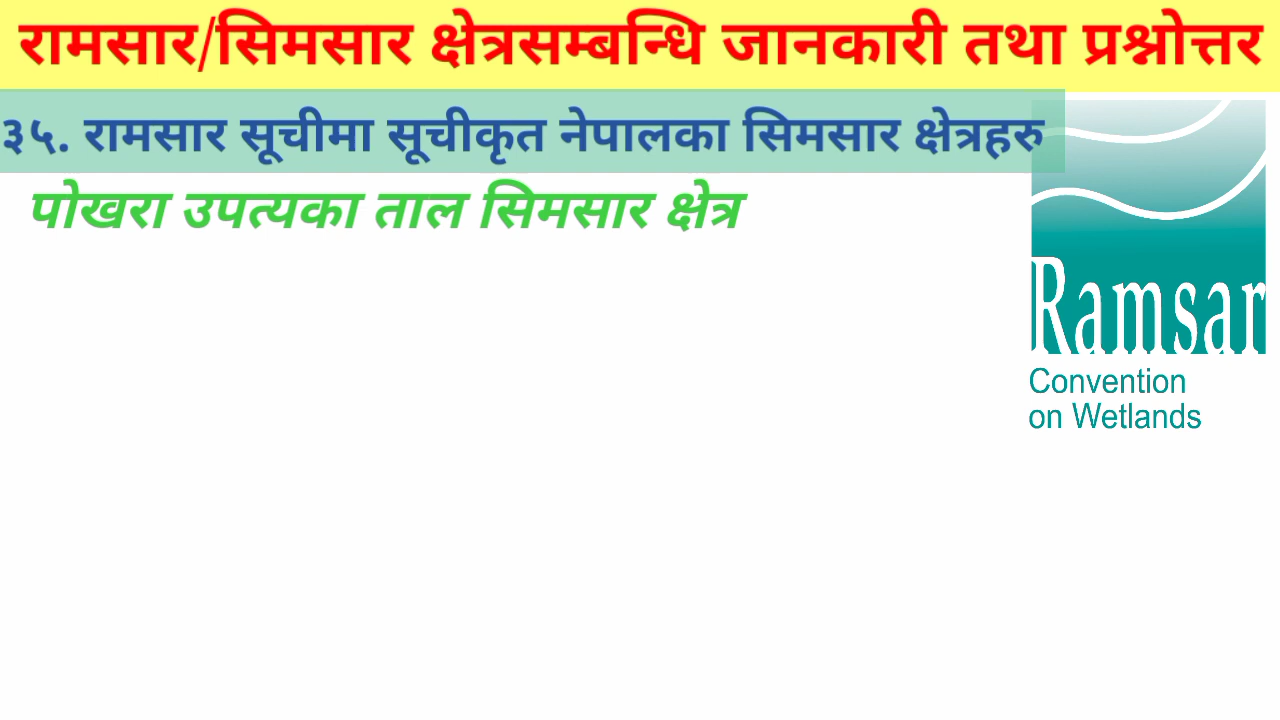 रामसार/सिमसार क्षेत्रसम्बन्धि जानकारी तथा प्रश्नोत्तर
३५. रामसार सूचीमा सूचीकृत नेपालका सिमसार क्षेत्रहरु
पोखरा उपत्यका ताल सिमसार क्षेत्र
Ramsar
Convention
on Wetlands